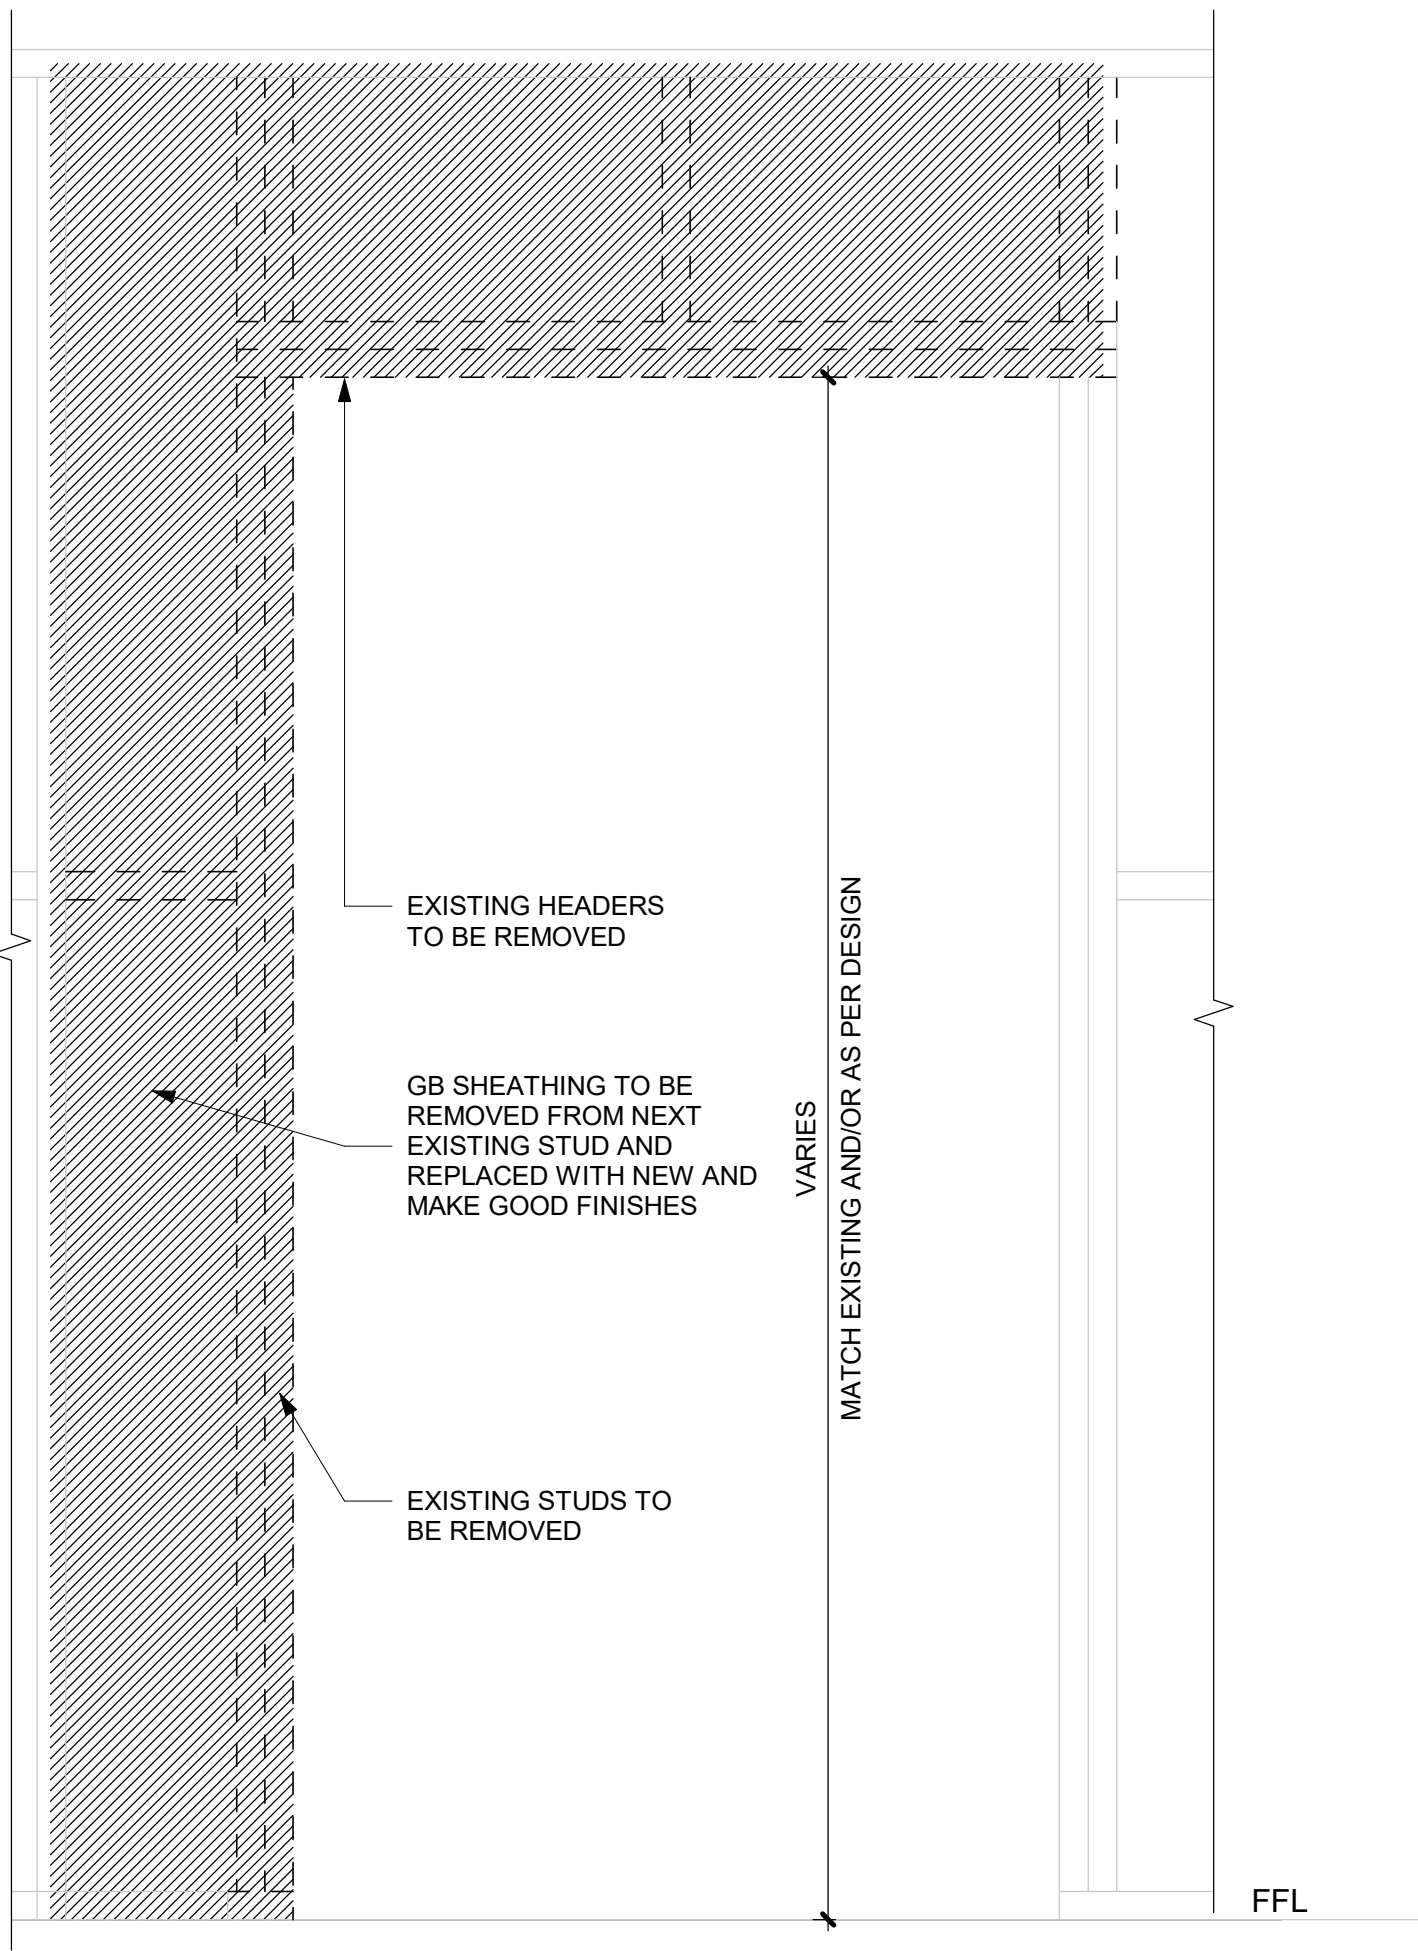 EXISTING HEADERS
TO BE REMOVED
GB SHEATHING TO BE
REMOVED FROM NEXT
EXISTING STUD AND
REPLACED WITH NEW AND
MAKE GOOD FINISHES
VARIES
MATCH EXISTING AND/OR AS PER DESIGN
EXISTING STUDS TO
BE REMOVED
FFL